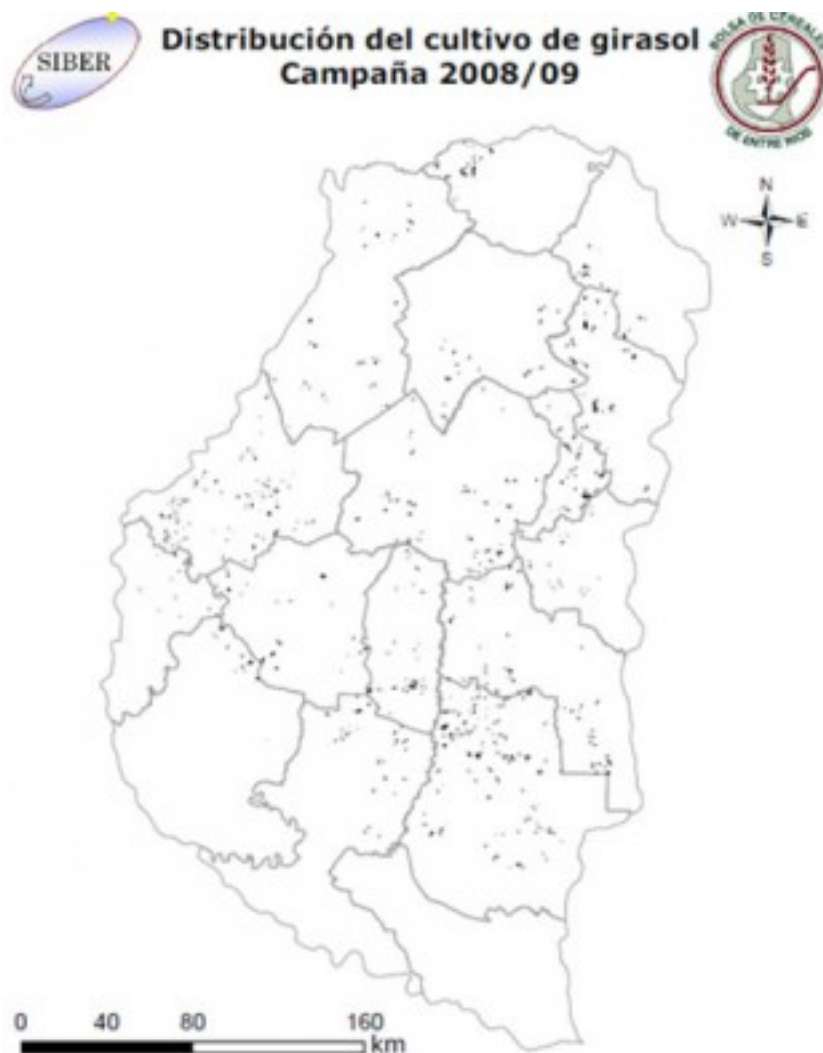 SIBER
Distribución del cultivo de girasol
Campaña 2008/09
BOLSA DE CEREALES
DE ENTRE RIOS
N
W E
S
0 40 80 160
km